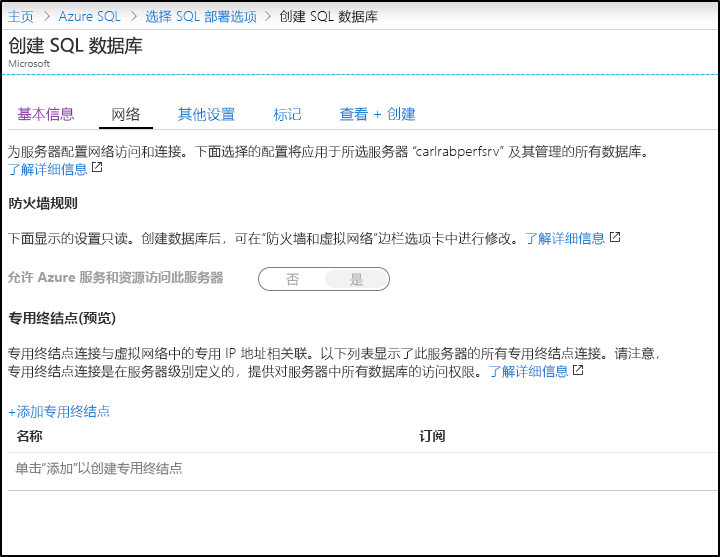 主页 > Azure SQL > 选择 SQL 部署选项 > 创建 SQL 数据库
创建 SQL 数据库
Microsoft
基本信息 网络 其他设置 标记 查看 + 创建
为服务器配置网络访问和连接。下面选择的配置将应用于所选服务器 “carlrabperfsrv” 及其管理的所有数据库。
了解详细信息
防火墙规则
下面显示的设置只读。创建数据库后，可在“防火墙和虚拟网络”边栏选项卡中进行修改。了解详细信息
允许 Azure 服务和资源访问此服务器 否 是
专用终结点(预览)
专用终结点连接与虚拟网络中的专用 IP 地址相关联。以下列表显示了此服务器的所有专用终结点连接。请注意，
专用终结点连接是在服务器级别定义的，提供对服务器中所有数据库的访问权限。了解详细信息
+添加专用终结点
名称 订阅
单击“添加”以创建专用终结点